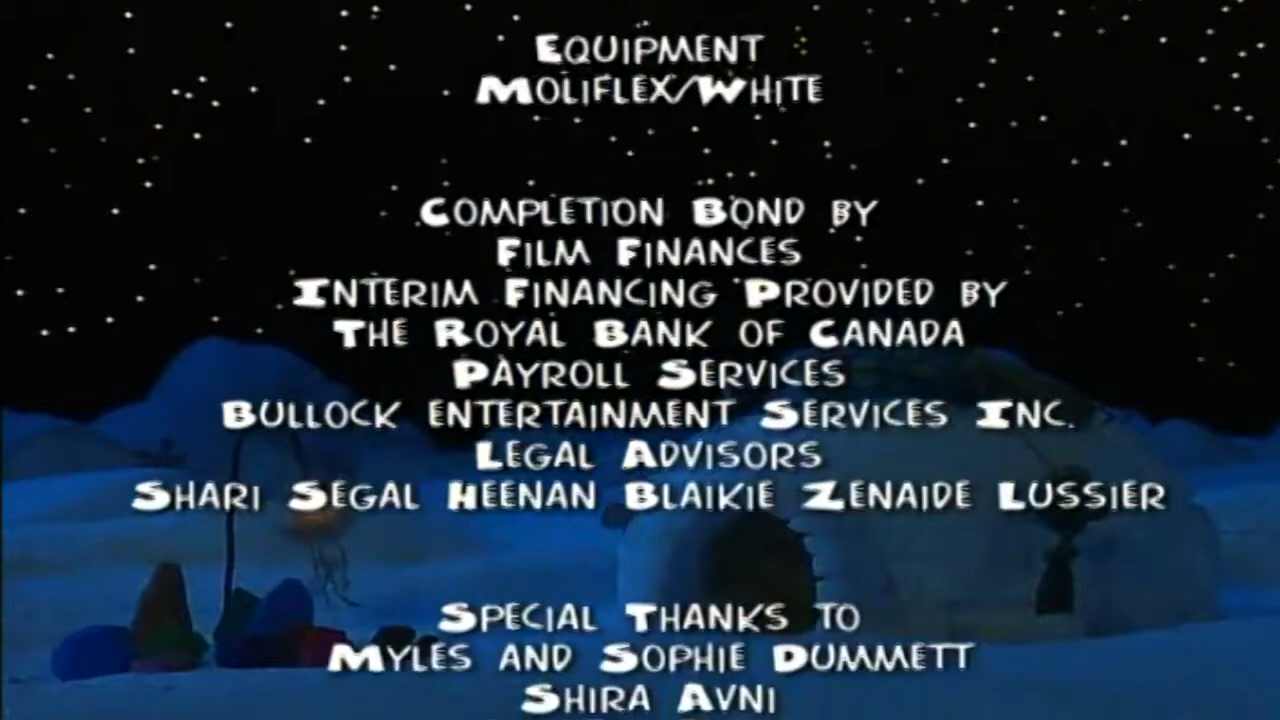 Equipment
Moliflex/White
Completion Bond by
Film Finances
Interim Financing Provided by
The Royal Bank of Canada
Payroll Services
Bullock entertainment Services Inc.
Legal Advisors
Shari Segal Heenan Blaikie Zenaide Lussier
Special Thanks to
Myles and Sophie Dummett
Shira Avni